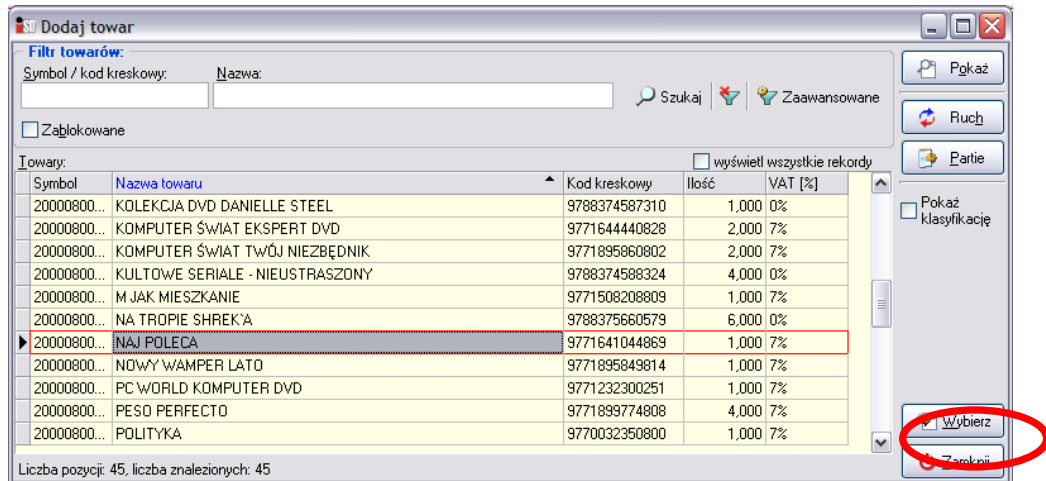 Dodaj towar
Filtr towarów:
Symbol / kod kreskowy: Nazwa:
Szukaj Zaawansowane
Zablokowane
Towary: wyświetl wszystkie rekordy
Symbol Nazwa towaru Kod kreskowy Ilość VAT [%]
20000800... KOLEKCJA DVD DANIELLE STEEL 9788374587310 1,000 0%
20000800... KOMPUTER ŚWIAT EKSPERT DVD 9771644440828 2,000 7%
20000800... KOMPUTER ŚWIAT TWÓJ NIEZBĘDNIK 9771895860802 2,000 7%
20000800... KULTOWE SERIALE - NIEUSTRASZONY 9788374588324 4,000 0%
20000800... M JAK MIESZKANIE 9771508208809 1,000 7%
20000800... NA TROPIE SHREK`A 9788375660579 6,000 0%
20000800... NAJ POLECA 9771641044869 1,000 7%
20000800... NOWY WAMPER LATO 9771895849814 1,000 7%
20000800... PC WORLD KOMPUTER DVD 9771232300251 1,000 7%
20000800... PESO PERFECTO 9771899774808 4,000 7%
20000800... POLITYKA 9770032350800 1,000 7%
Liczba pozycji: 45, liczba znalezionych: 45
Pokaż
Ruch
Partie
Pokaż
klasyfikację
Wybierz
Zamknij